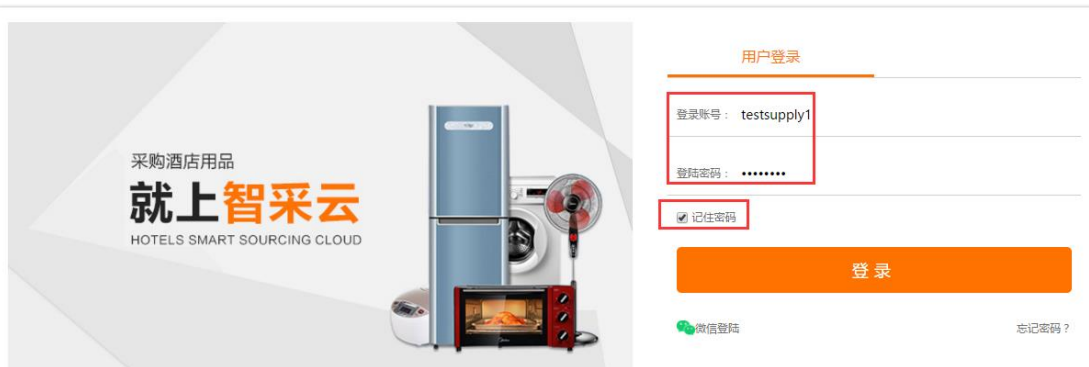 采购酒店用品
就上智采云
HOTELS SMART SOURCING CLOUD
用户登录
登录账号： testsupply1
登陆密码： ••••••••
记住密码
登 录
微信登陆
忘记密码？